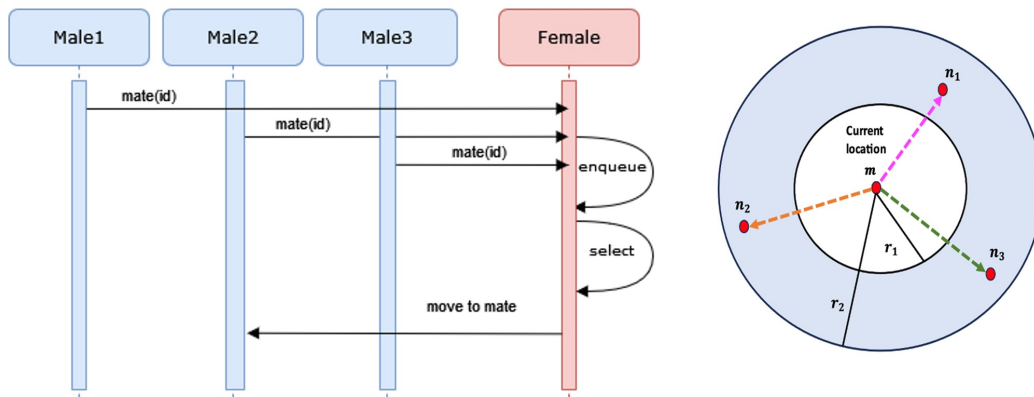 Male1
Male2
Male3
Female
mate(id)
mate(id)
mate(id)
enqueue
select
move to mate
n₁
Current
location
m
n₂
r₁
n₃
r₂